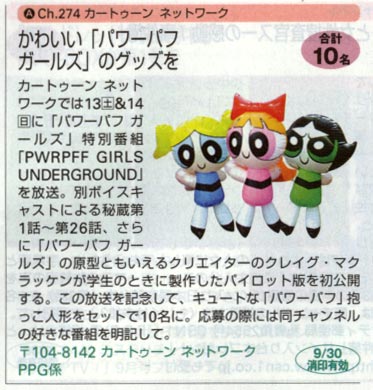 Ⓐ Ch.274 カートゥーン ネットワーク
かわいい「パワーパフ
ガールズ」のグッズを
合計
10名
カートゥーン ネット
ワークでは13㊏&14
㊐に「パワーパフ ガ
ールズ」特別番組
「PWRPFF GIRLS
UNDERGROUND」
を放送。別ボイスキ
ャストによる秘蔵第
1話~第26話、さら
に「パワーパフ ガー
ルズ」の原型ともいえるクリエイターのクレイグ・マク
ラッケンが学生のときに製作したパイロット版を初公開
する。この放送を記念して、キュートな「パワーパフ」抱
っこ人形をセットで10名に。応募の際には同チャンネル
の好きな番組を明記して。
〒104-8142 カートゥーン ネットワーク
PPG係
9/30
消印有効